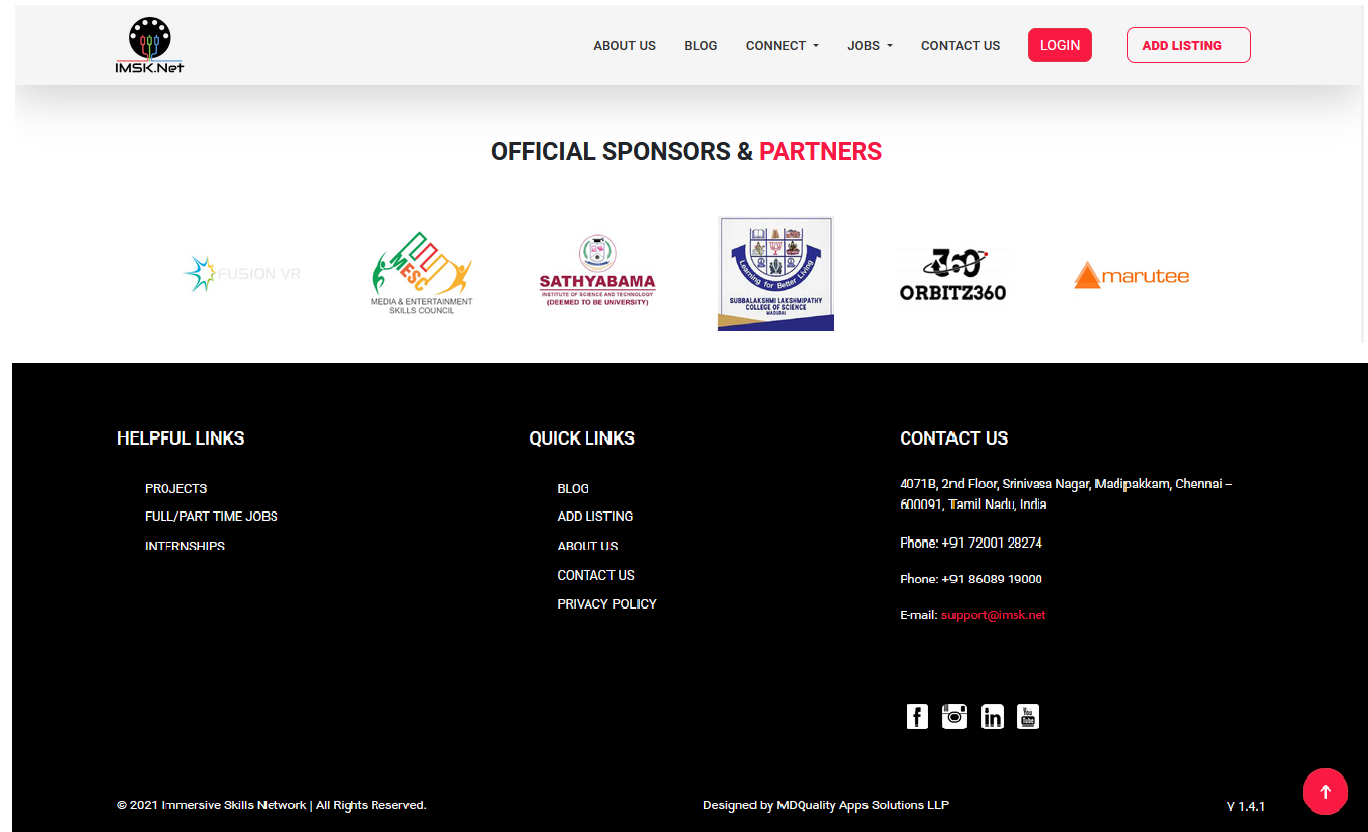 IMSK.Net
ABOUT US
BLOG
CONNECT
JOBS
CONTACT US
LOGIN
ADD LISTING
OFFICIAL SPONSORS & PARTNERS
FUSION VR
MESC
MEDIA & ENTERTAINMENT
SKILLS COUNCIL
SATHYABAMA
INSTITUTE OF SCIENCE AND TECHNOLOGY
(DEEMED TO BE UNIVERSITY)
Learning for Better Living
SUBBALAKSHMI LAKSHMIPATHY
COLLEGE OF SCIENCE
MADURAI
360
ORBITZ360
marutee
HELPFUL LINKS
PROJECTS
FULL/PART TIME JOBS
INTERNSHIPS
QUICK LINKS
BLOG
ADD LISTING
ABOUT US
CONTACT US
PRIVACY POLICY
CONTACT US
4071B, 2nd Floor, Srinivasa Nagar, Madipakkam, Chennai –
600091, Tamil Nadu, India
Phone: +91 72001 28274
Phone: +91 86089 19000
E-mail: support@imsk.net
f
in
You
Tube
© 2021 Immersive Skills Network | All Rights Reserved.
Designed by MDQuality Apps Solutions LLP
V 1.4.1